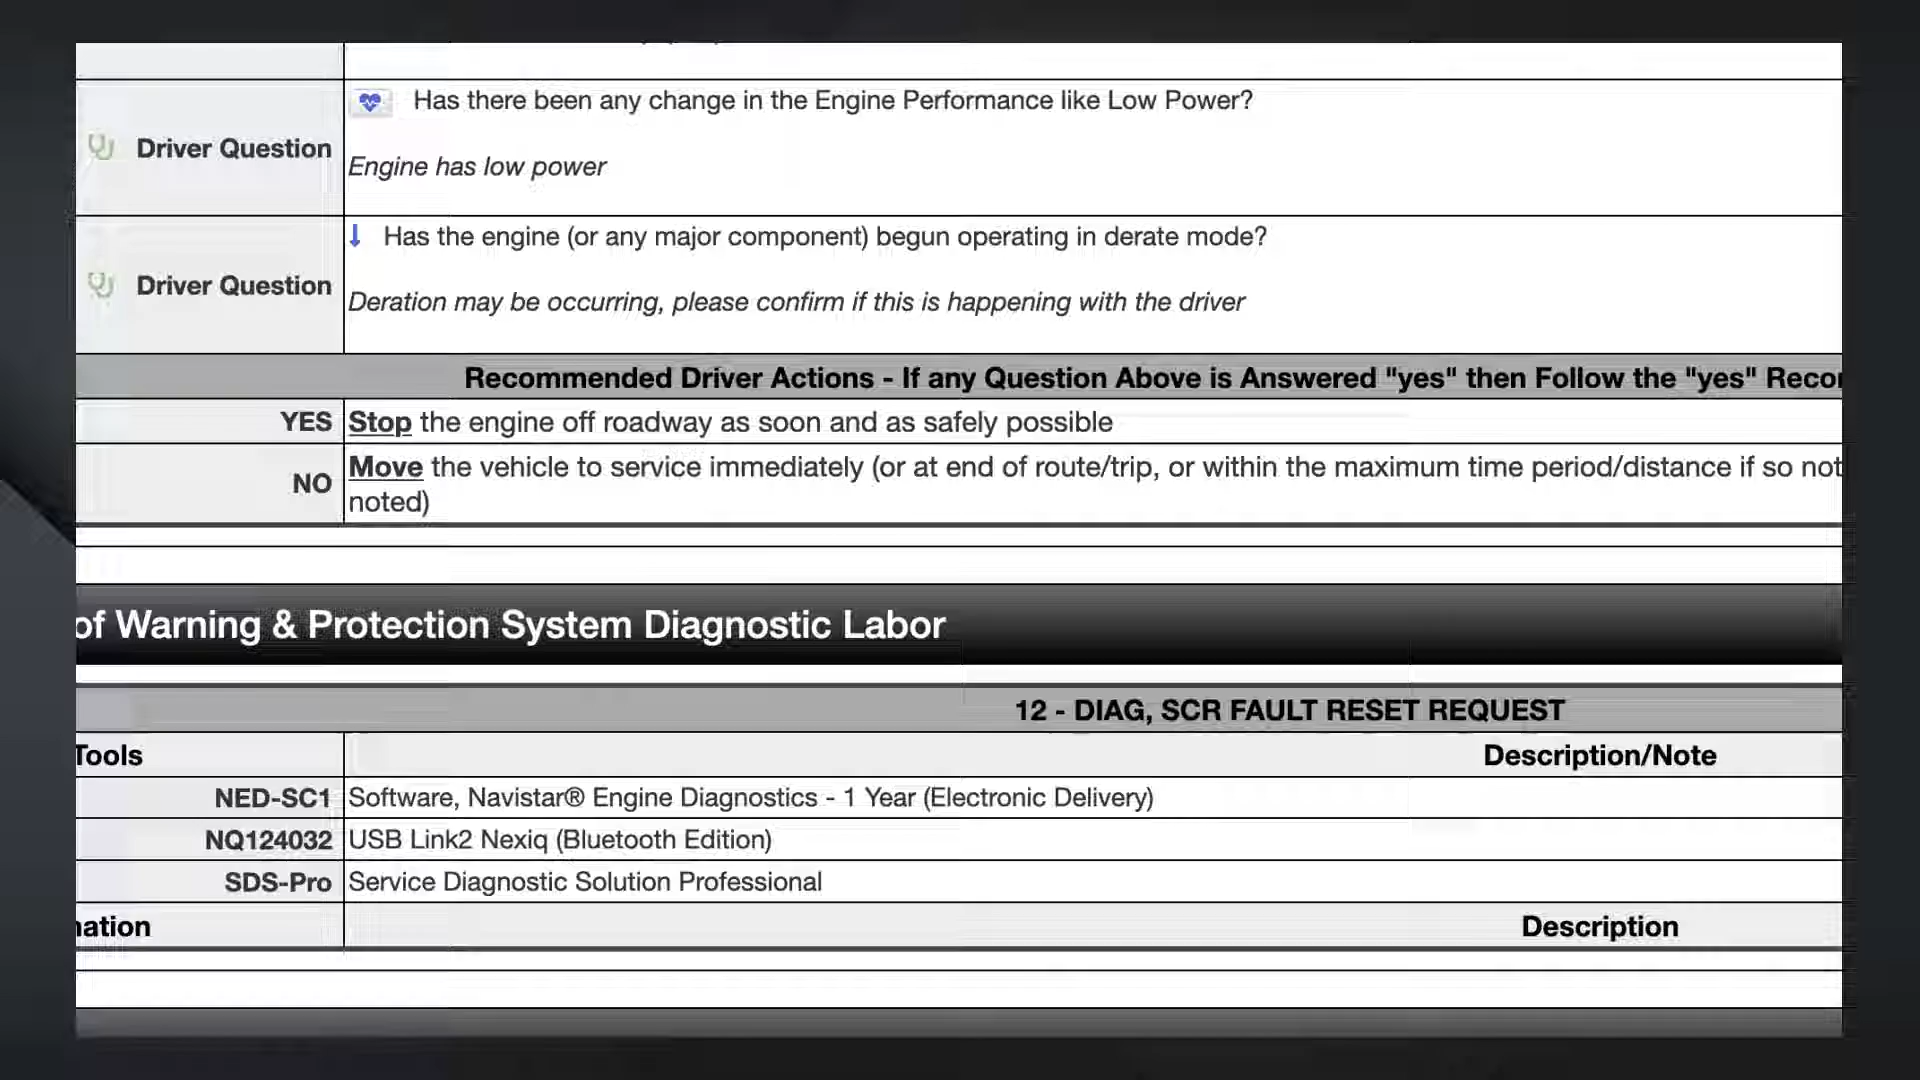 Has there been any change in the Engine Performance like Low Power?
Driver Question
Engine has low power
Has the engine (or any major component) begun operating in derate mode?
Driver Question
Deration may be occurring, please confirm if this is happening with the driver
Recommended Driver Actions - If any Question Above is Answered "yes" then Follow the "yes"
YES Stop the engine off roadway as soon and as safely possible
Move the vehicle to service immediately (or at end of route/trip, or within the maximum time period/distance if so not
NO
noted)
of Warning & Protection System Diagnostic Labor
12 - DIAG, SCR FAULT RESET REQUEST
Tools Description/Note
NED-SC1 Software, Navistar® Engine Diagnostics - 1 Year (Electronic Delivery)
NQ124032 USB Link2 Nexiq (Bluetooth Edition)
SDS-Pro Service Diagnostic Solution Professional
Description